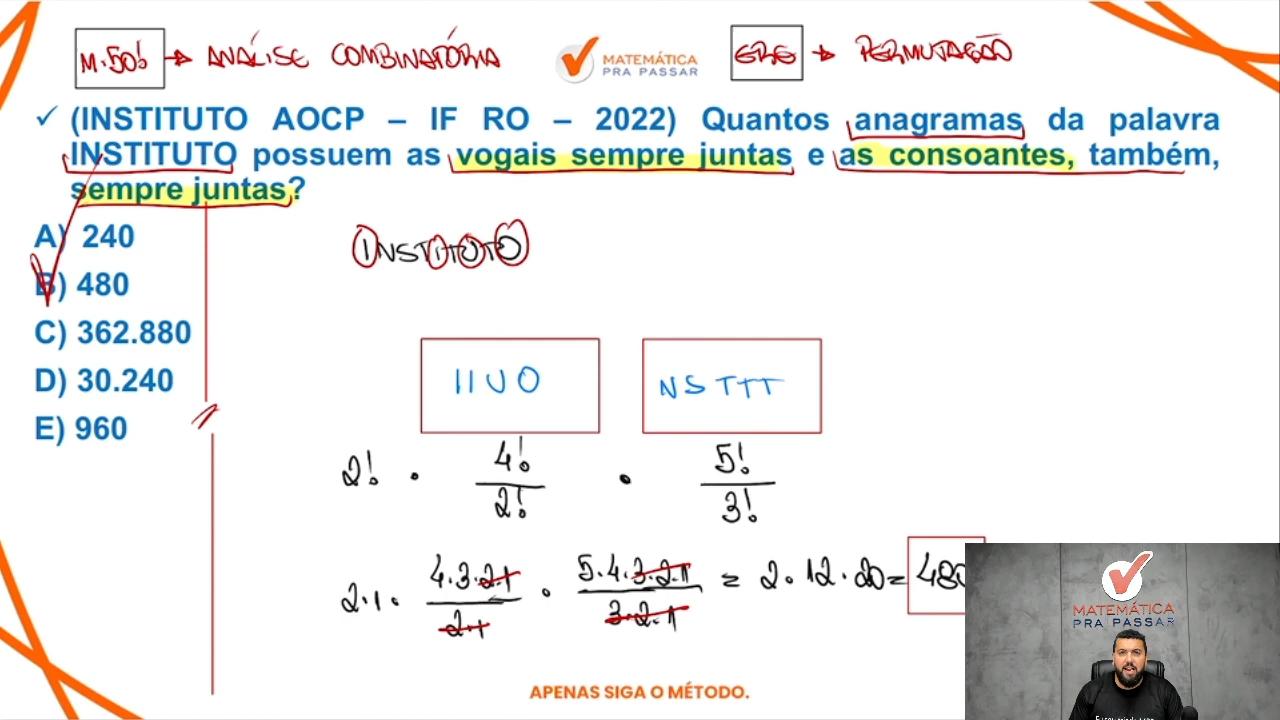 M.50! → ANÁLISE COMBINATÓRIA
MATEMÁTICA
PRA PASSAR
→ PERMUTAÇÃO
✓ (INSTITUTO AOCP – IF RO – 2022) Quantos anagramas da palavra
INSTITUTO possuem as vogais sempre juntas e as consoantes, também,
sempre juntas?
A) 240
B) 480
C) 362.880
D) 30.240
E) 960
INSTITUTO
IIUO NSTTT
2! · 4!/2! · 5!/3!
2·1· 4·3·2·1/2·1 · 5·4·3·2·1/3·2·1 = 2·12·20= 480
MATEMÁTICA
PRA PASSAR
APENAS SIGA O MÉTODO.